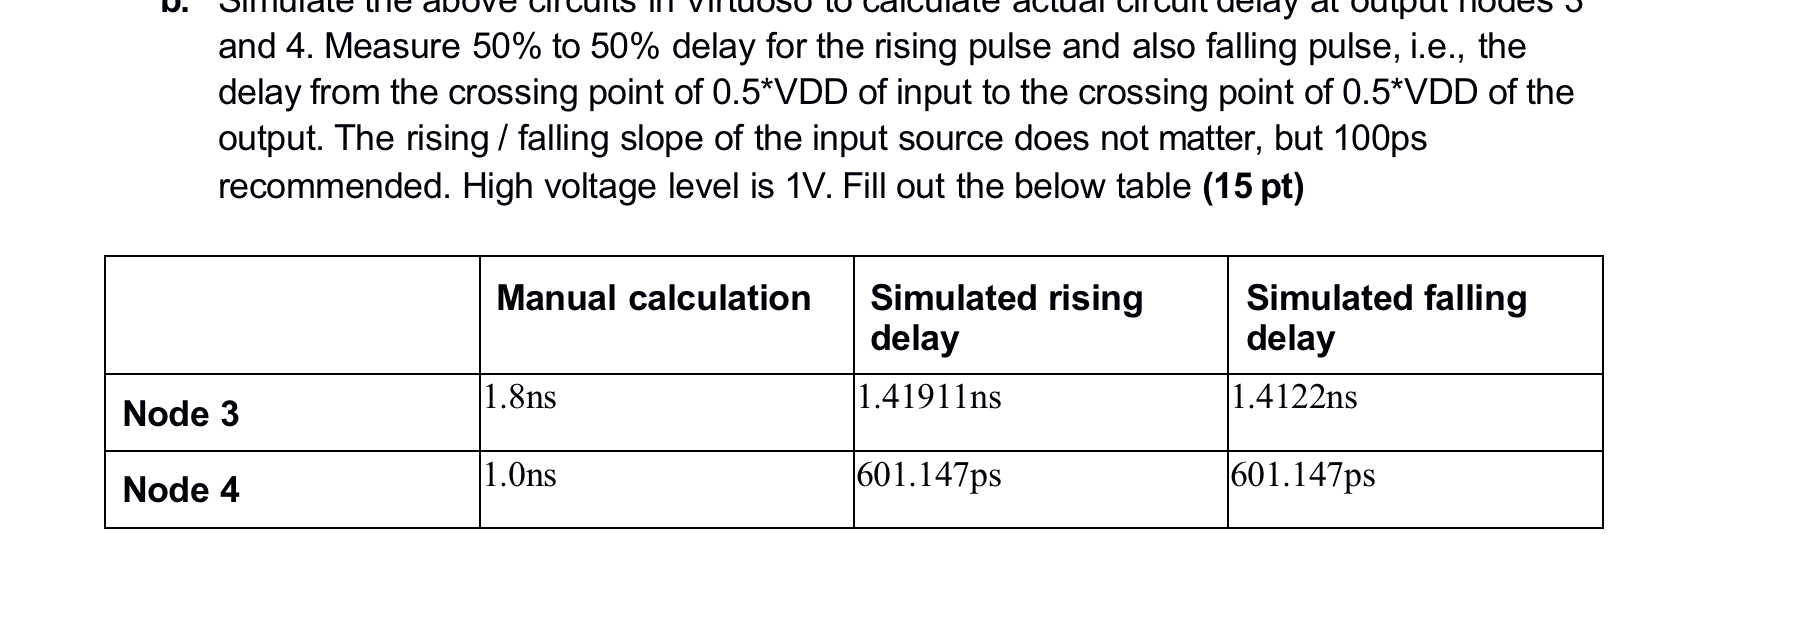 b. Simulate the above circuits in Virtuoso to calculate actual circuit delay at output nodes 3
and 4. Measure 50% to 50% delay for the rising pulse and also falling pulse, i.e., the
delay from the crossing point of 0.5*VDD of input to the crossing point of 0.5*VDD of the
output. The rising / falling slope of the input source does not matter, but 100ps
recommended. High voltage level is 1V. Fill out the below table (15 pt)
Manual calculation
Simulated rising
delay
Simulated falling
delay
Node 3
1.8ns
1.41911ns
1.4122ns
Node 4
1.0ns
601.147ps
601.147ps